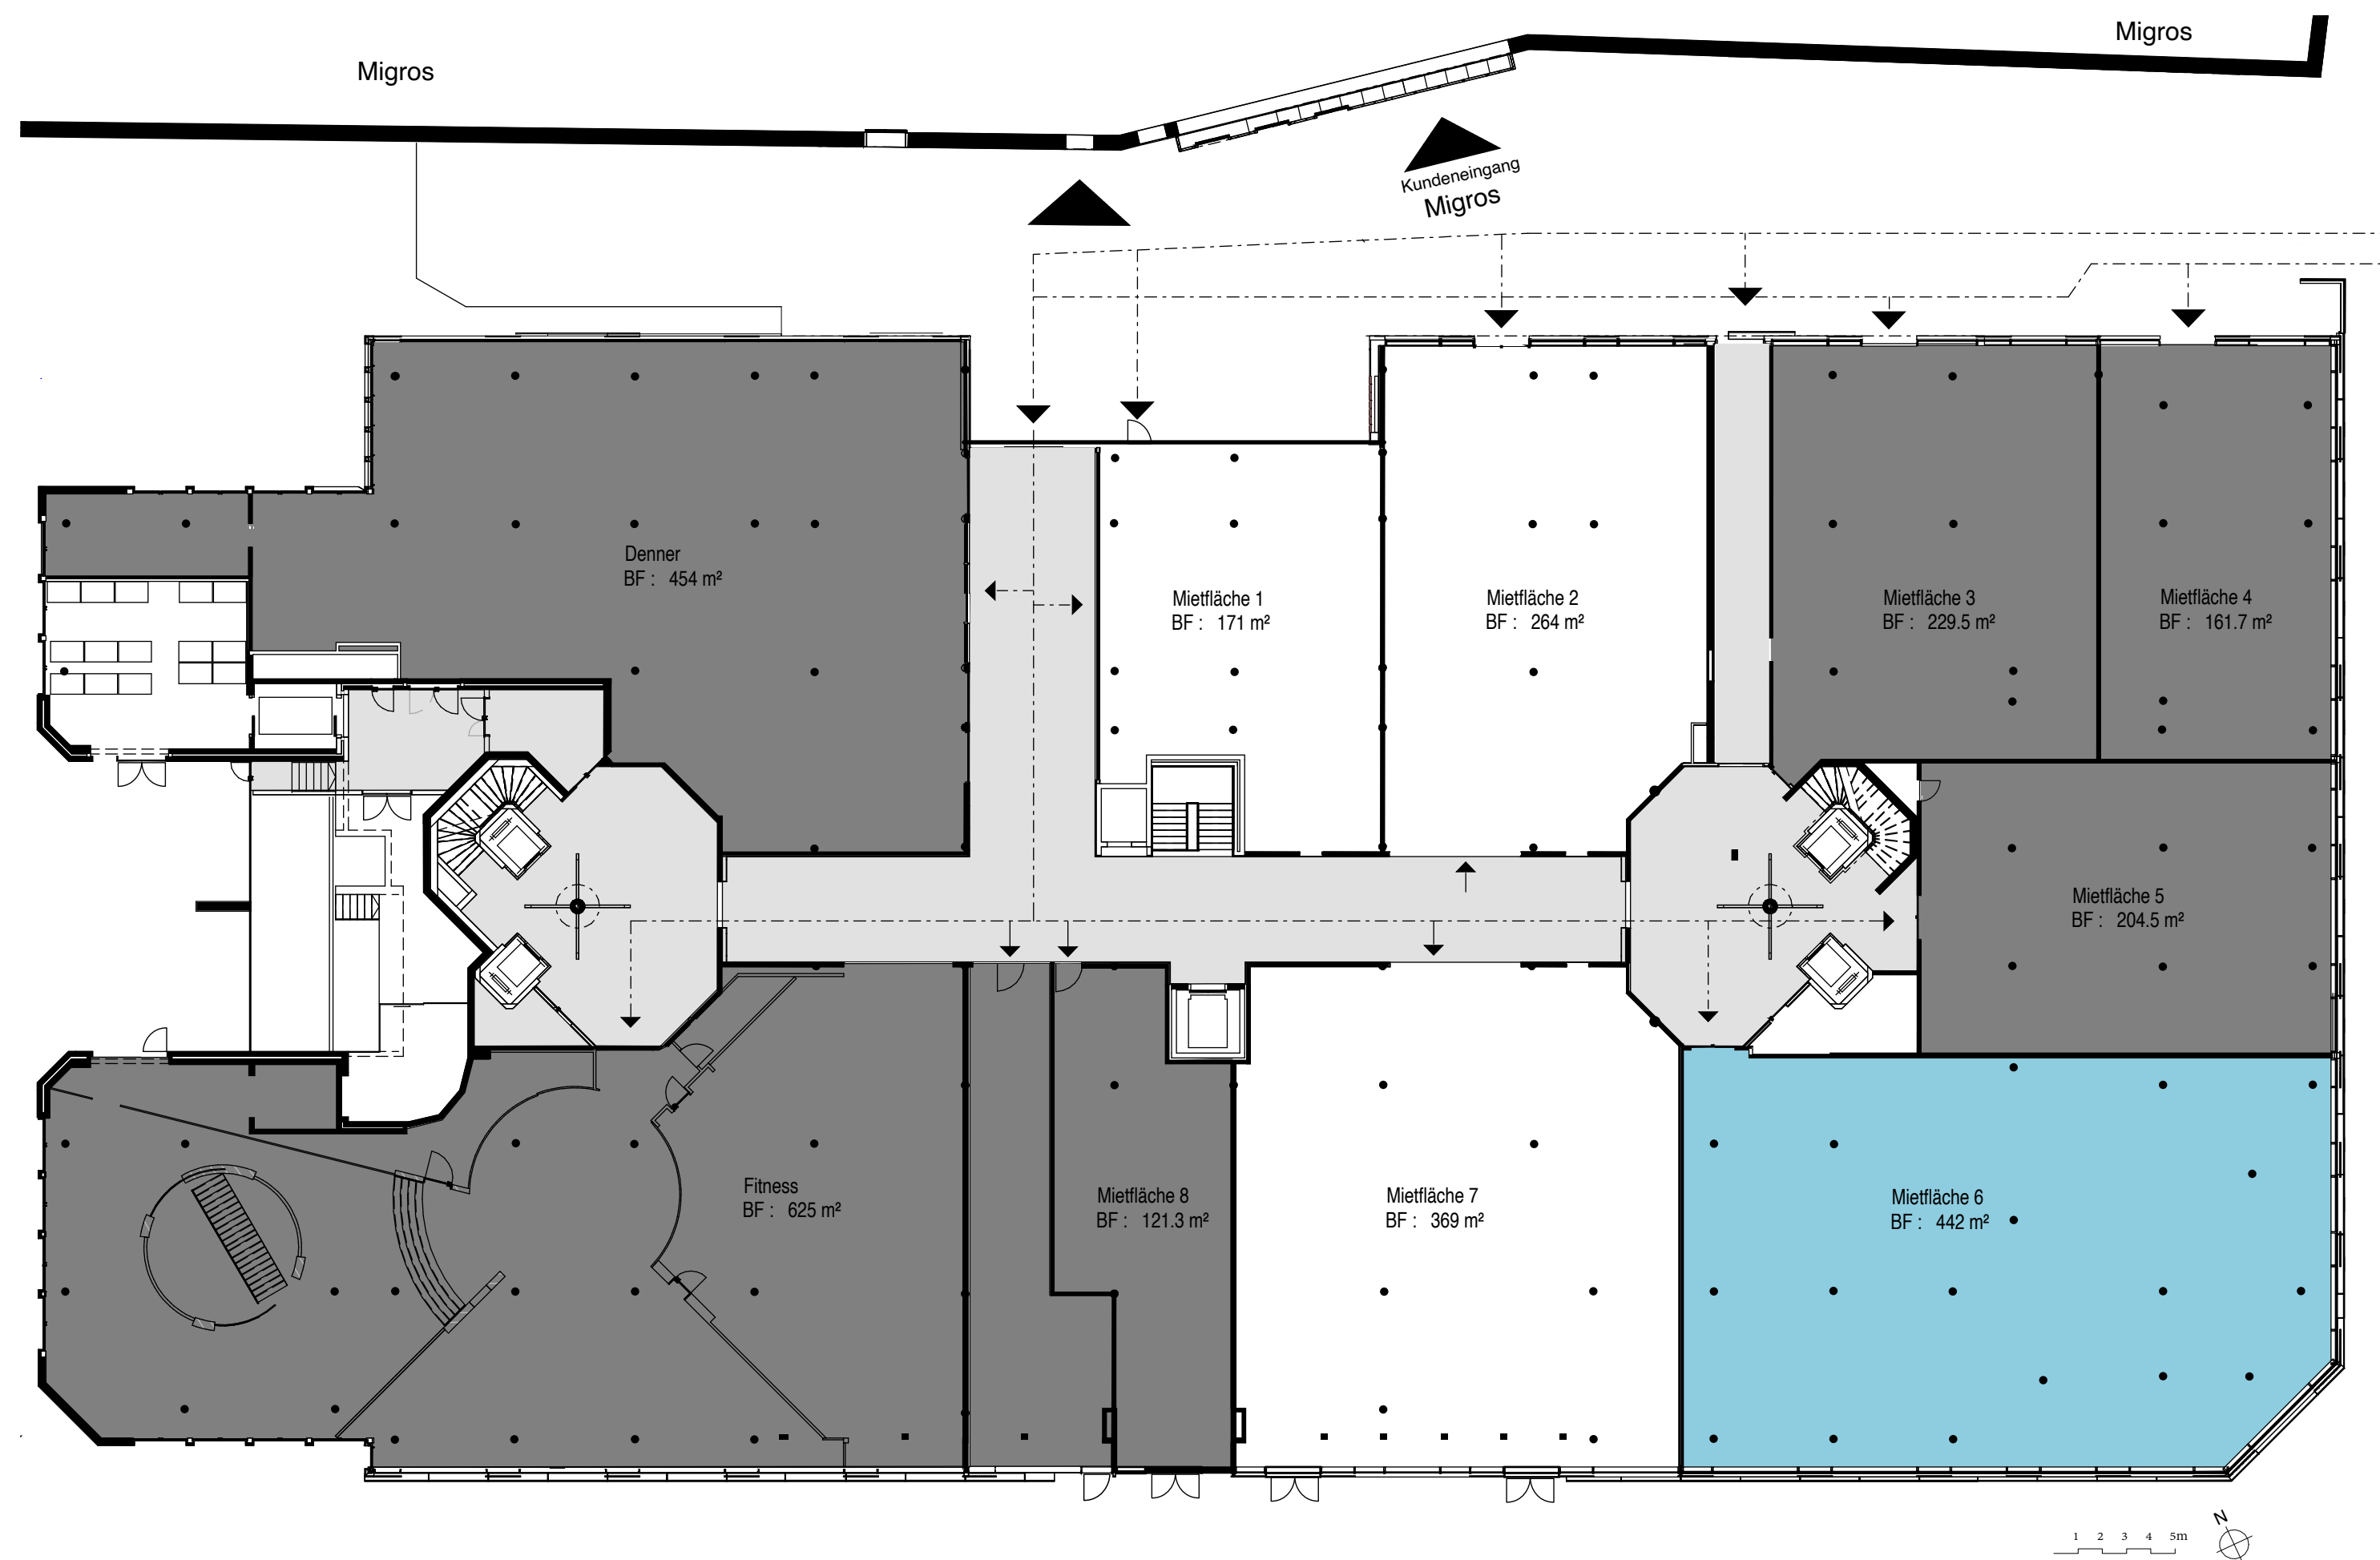 Migros
Migros
Kundeneingang
Migros
Denner
BF : 454 m²
Mietfläche 1
BF : 171 m²
Mietfläche 2
BF : 264 m²
Mietfläche 3
BF : 229.5 m²
Mietfläche 4
BF : 161.7 m²
Mietfläche 5
BF : 204.5 m²
Fitness
BF : 625 m²
Mietfläche 8
BF : 121.3 m²
Mietfläche 7
BF : 369 m²
Mietfläche 6
BF : 442 m²
1 2 3 4 5m
N